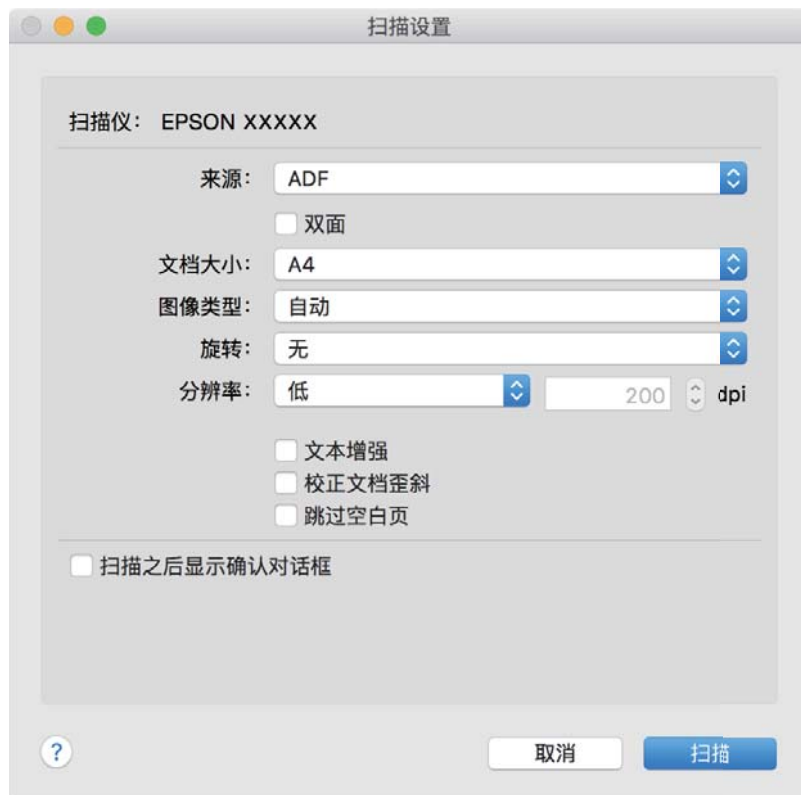 扫描设置
扫描仪： EPSON XXXXX
来源： ADF
双面
文档大小： A4
图像类型： 自动
旋转： 无
分辨率： 低 200 dpi
文本增强
校正文档歪斜
跳过空白页
扫描之后显示确认对话框
? 取消 扫描